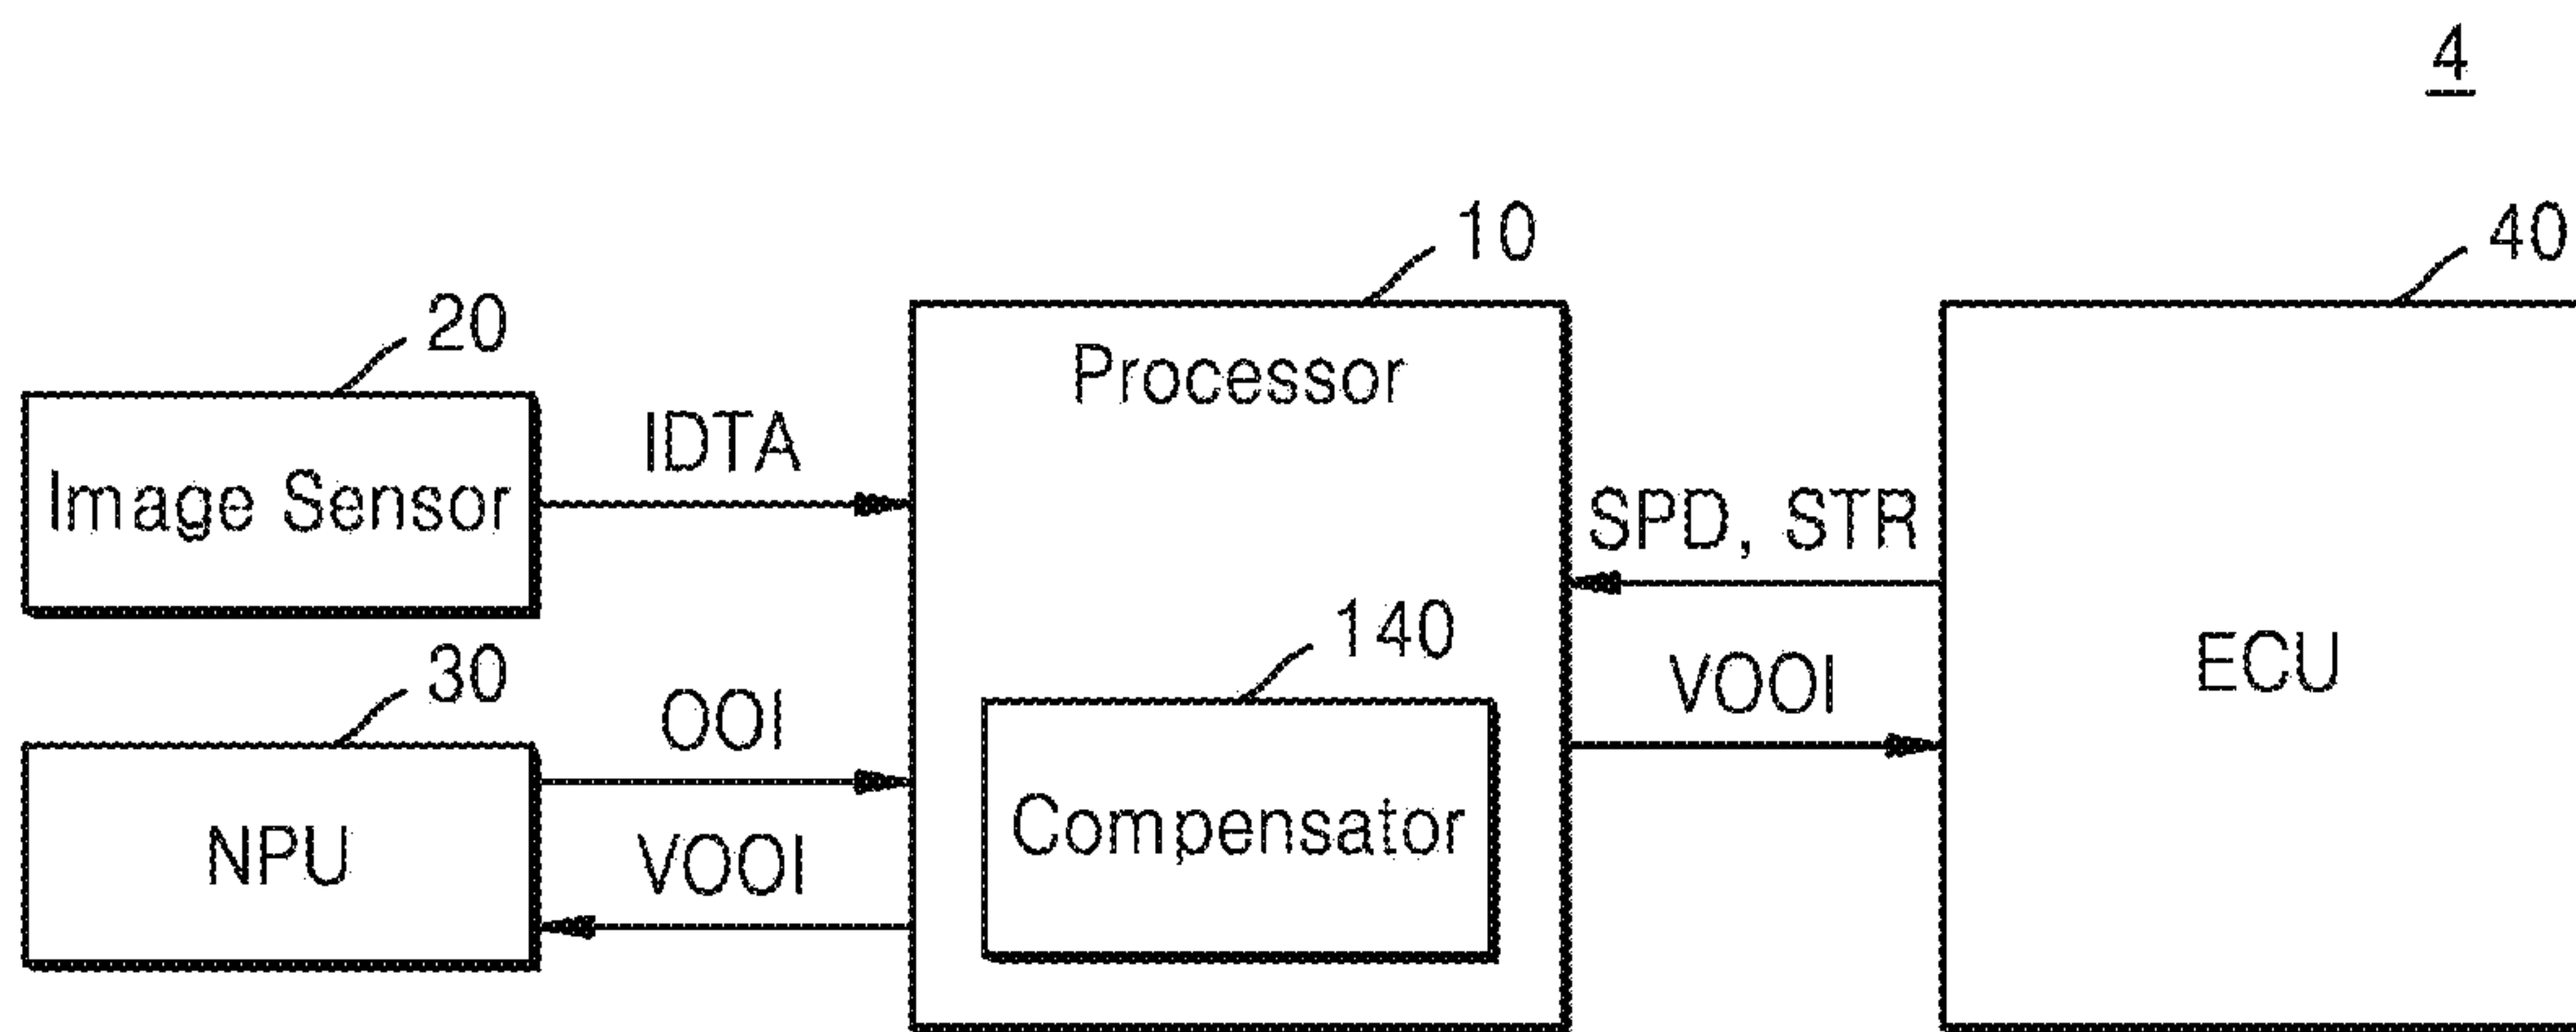 4
10
40
20
Processor
IDTA
Image Sensor
SPD, STR
140
30
OOI
VOOI
ECU
Compensator
NPU
VOOI